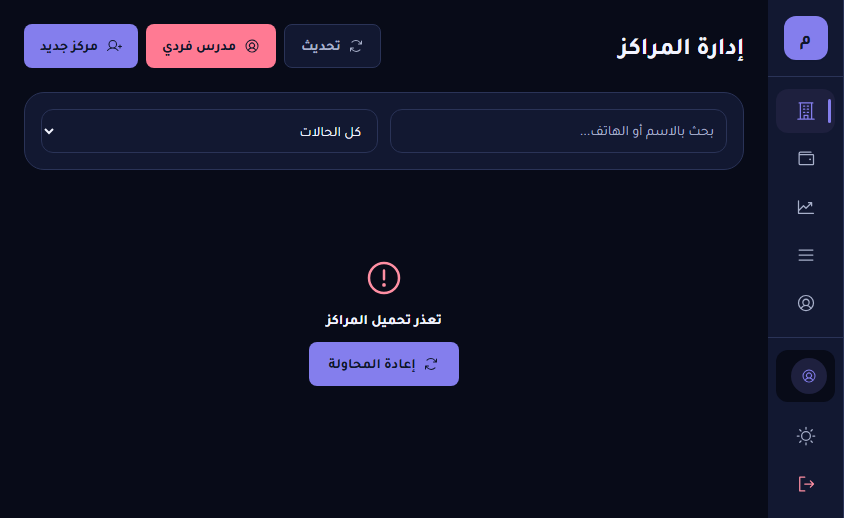 م
إدارة المراكز
تحديث
مدرس فردي
مركز جديد
بحث بالاسم أو الهاتف...
كل الحالات
تعذر تحميل المراكز
إعادة المحاولة